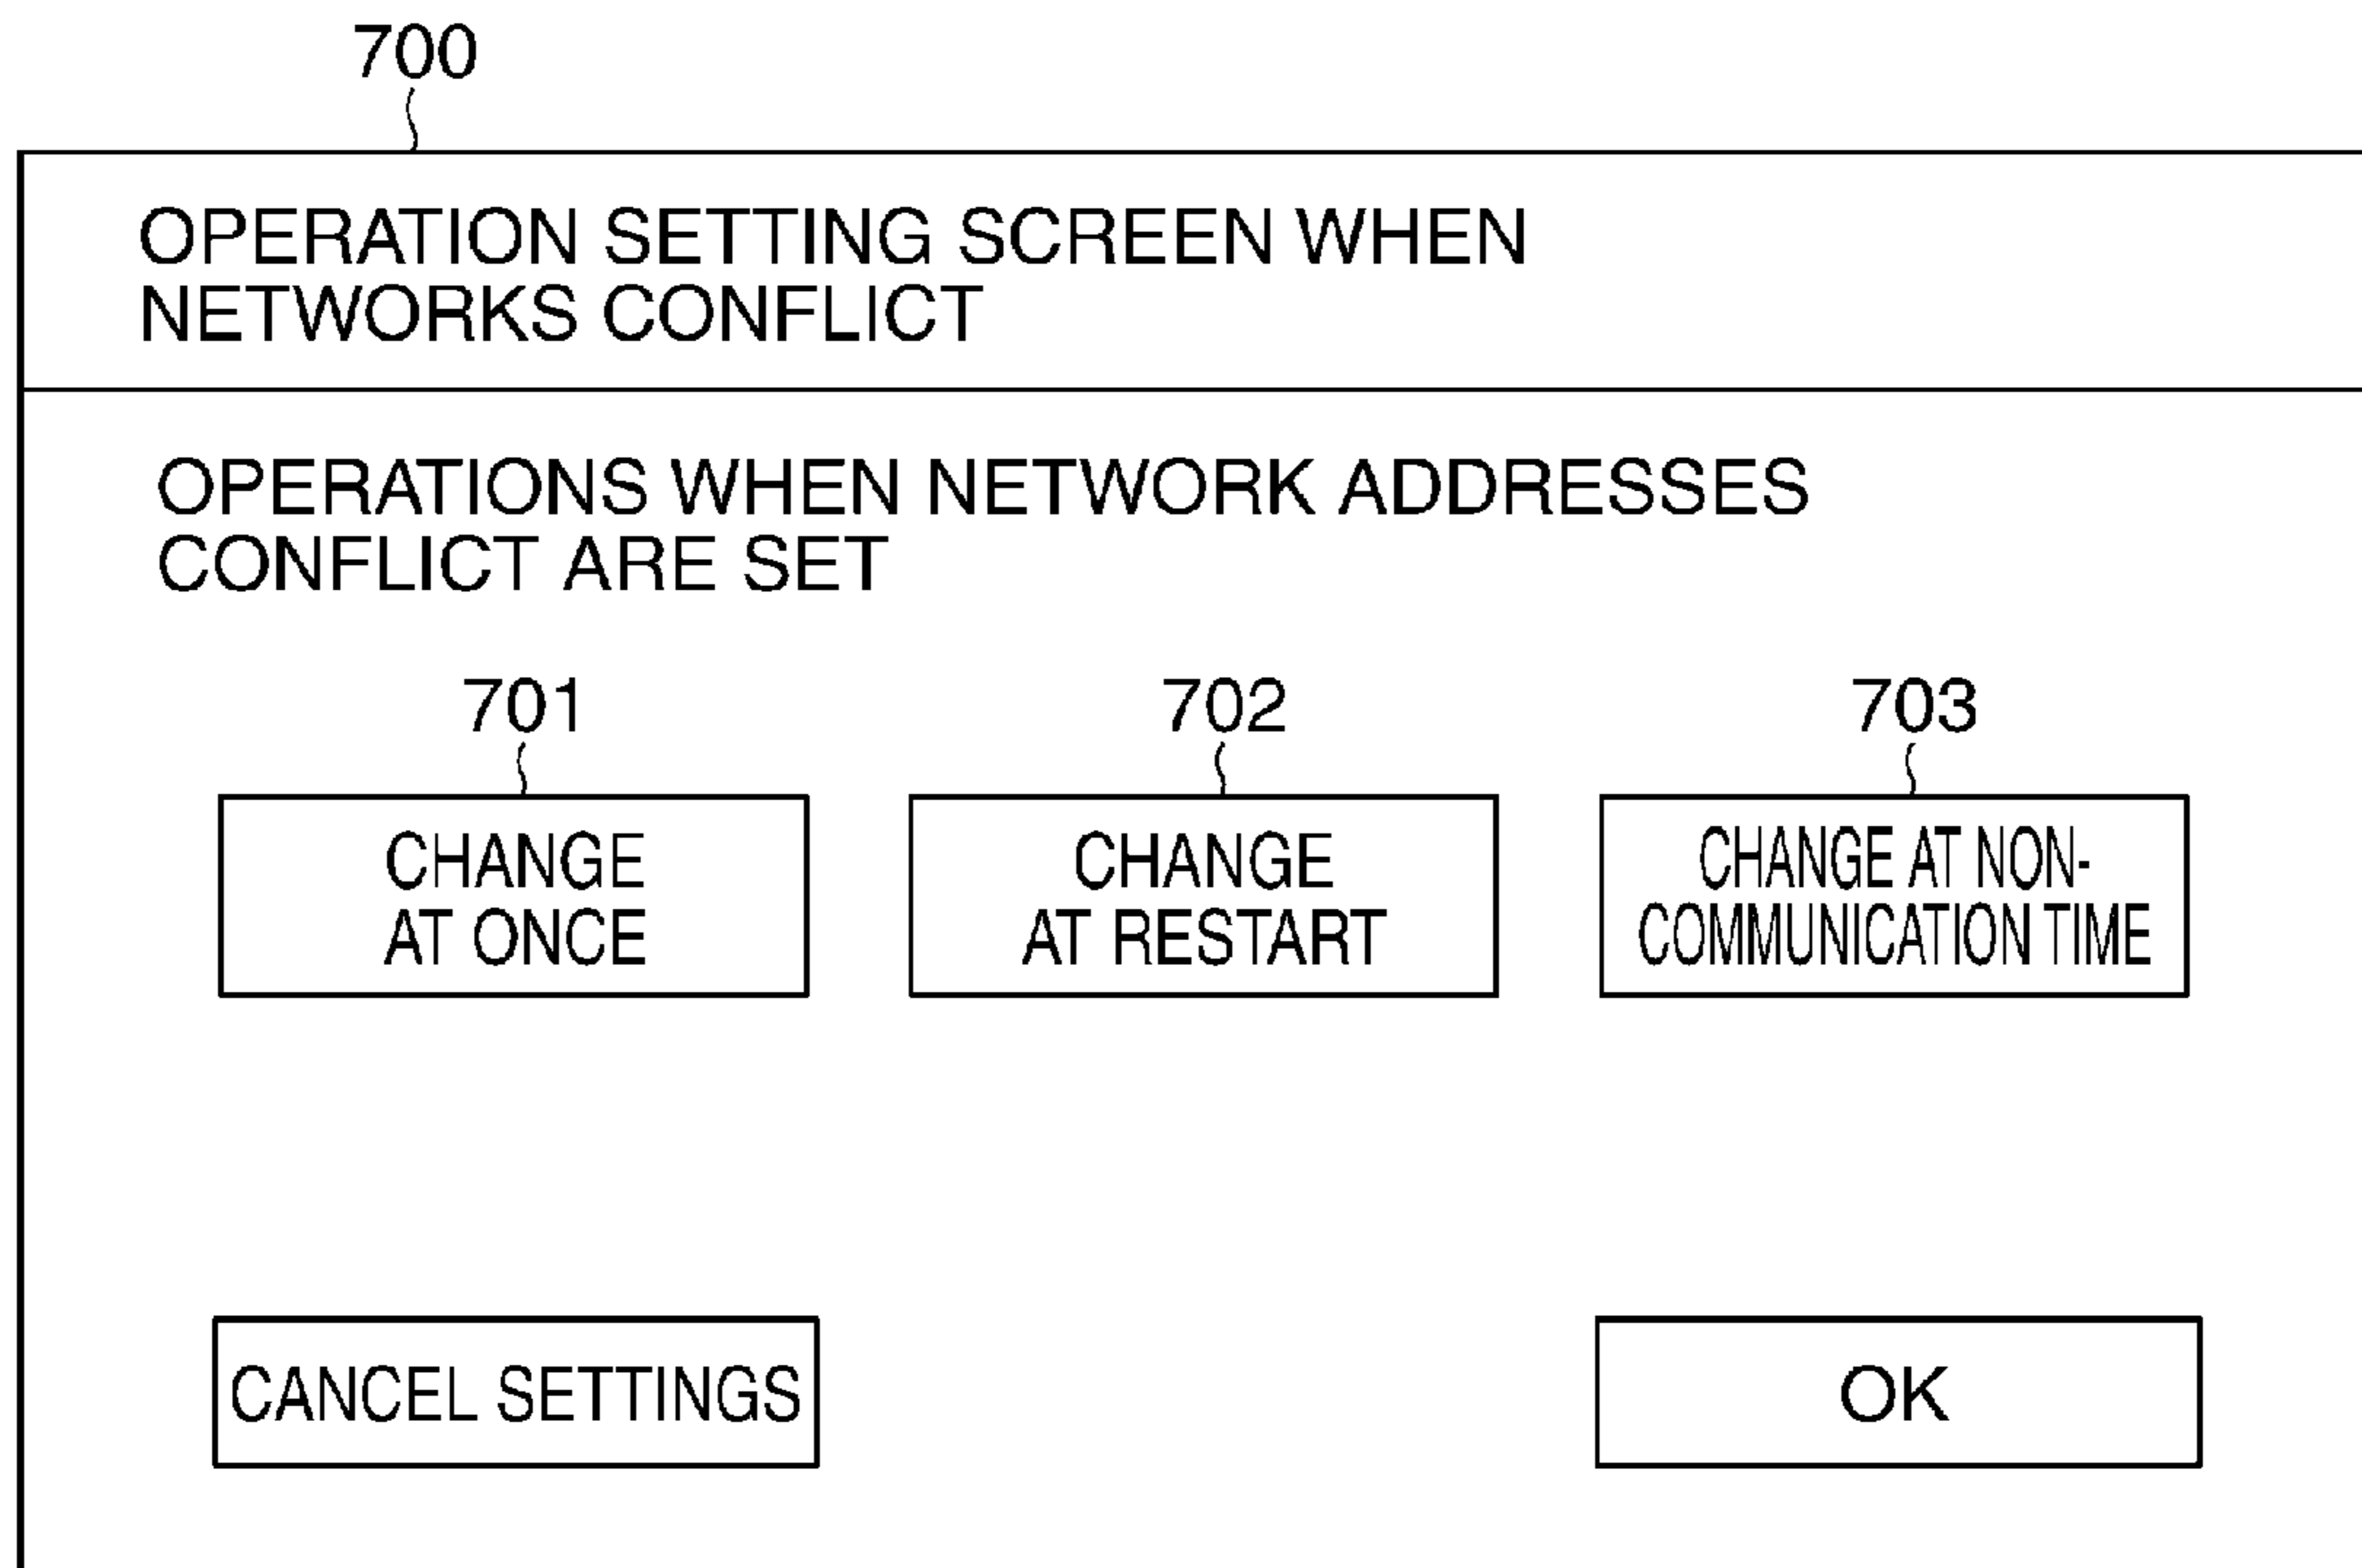 700
OPERATION SETTING SCREEN WHEN
NETWORKS CONFLICT
OPERATIONS WHEN NETWORK ADDRESSES
CONFLICT ARE SET
701
702
703
CHANGE
AT ONCE
CHANGE
AT RESTART
CHANGE AT NON-
COMMUNICATION TIME
CANCEL SETTINGS
OK